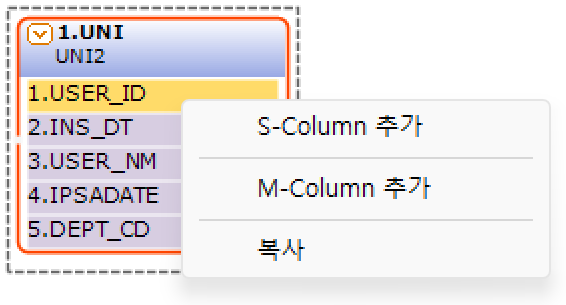 1.UNI
UNI2
1.USER_ID
2.INS_DT
3.USER_NM
4.IPSADATE
5.DEPT_CD
S-Column 추가
M-Column 추가
복사